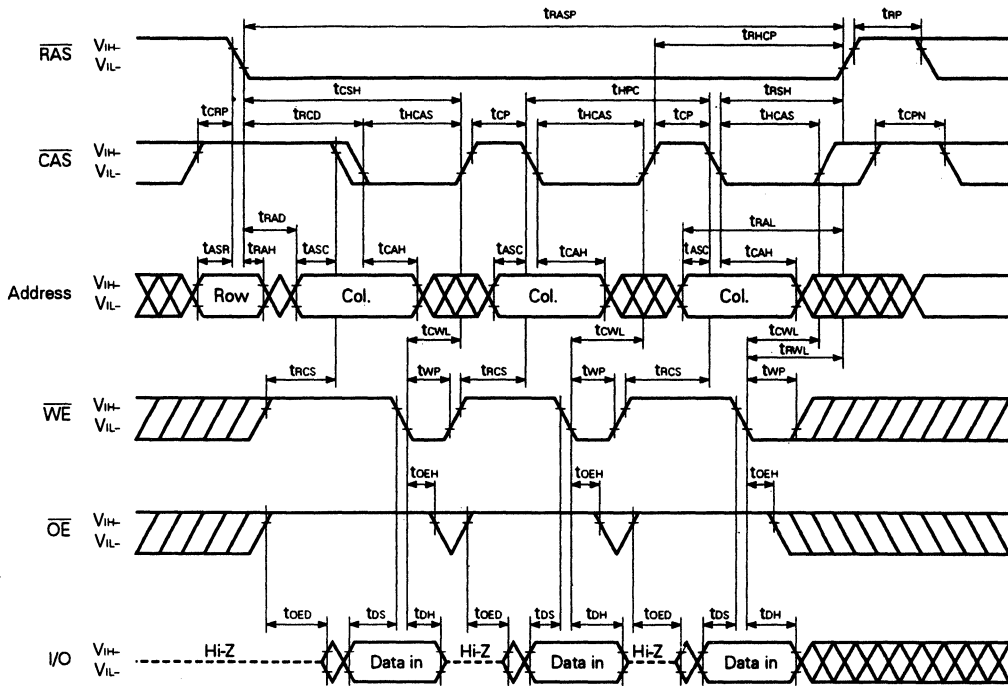 tRASP tRP
RAS VIH– VIL– tRHCP
tCSH tHPC tRSH
tCRP tRCD tHCAS tCP tHCAS tCP tHCAS tCPN
CAS VIH– VIL–
tRAD tRAL
tASR tRAH tASC tCAH tASC tCAH tASC tCAH
Address VIH– VIL– Row Col. Col. Col.
tCWL tCWL tCWL
tRWL
tRCS tWP tRCS tWP tRCS tWP
WE VIH– VIL–
tOEH tOEH tOEH
OE VIH– VIL–
tOED tDS tDH tOED tDS tDH tOED tDS tDH
I/O VIH– VIL– Hi-Z Data in Hi-Z Data in Hi-Z Data in